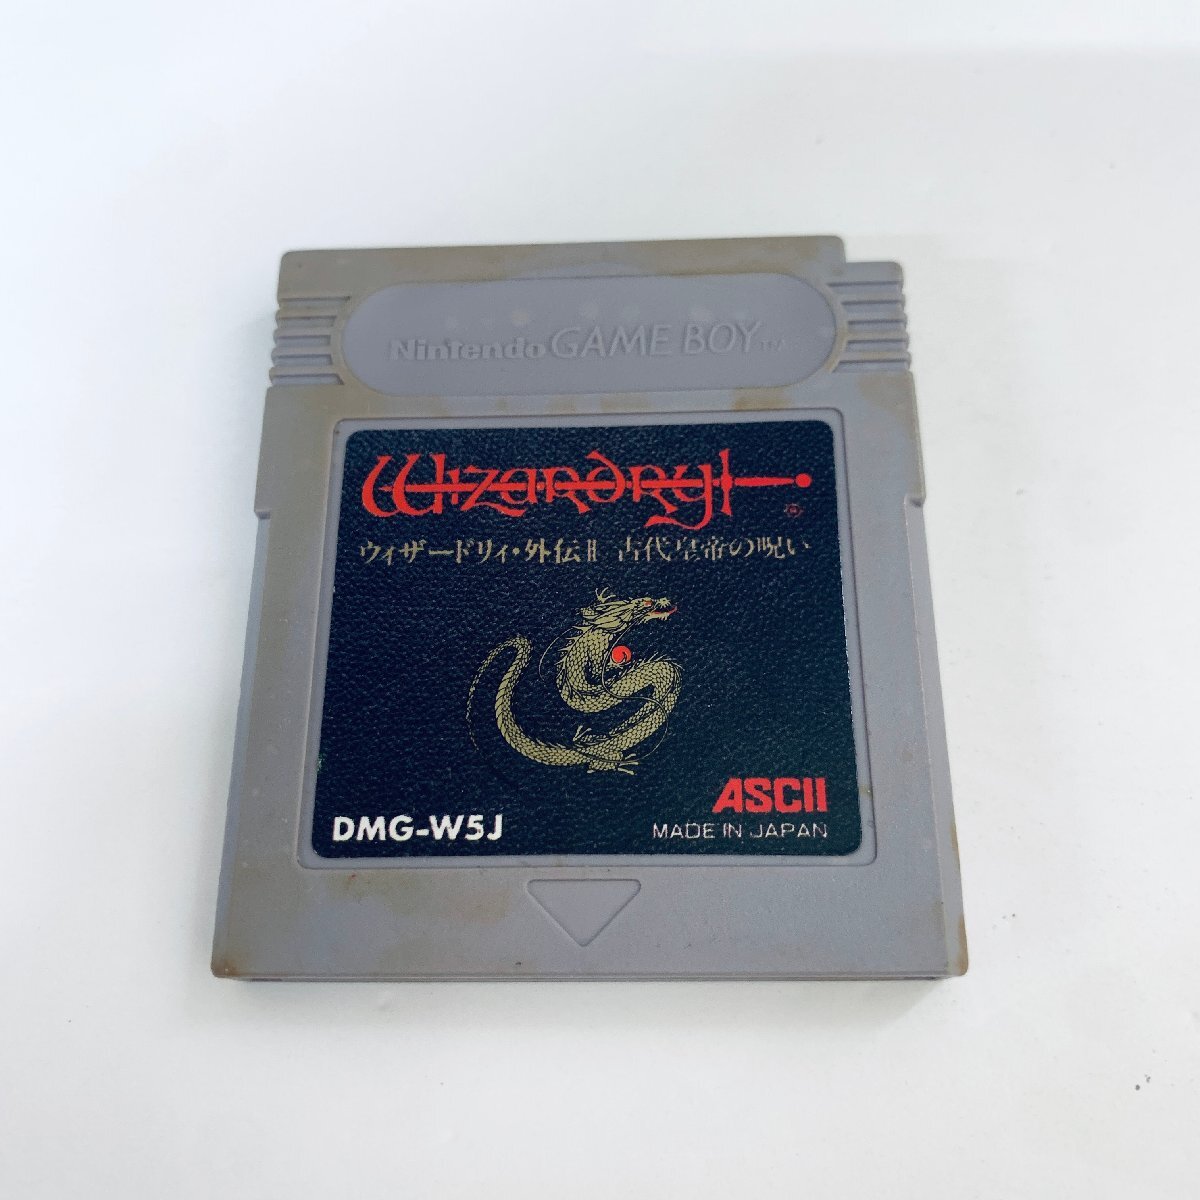 Nintendo GAME BOY TM
Wizardry
ウィザードリィ・外伝II 古代皇帝の呪い
ASCII
DMG-W5J
MADE IN JAPAN